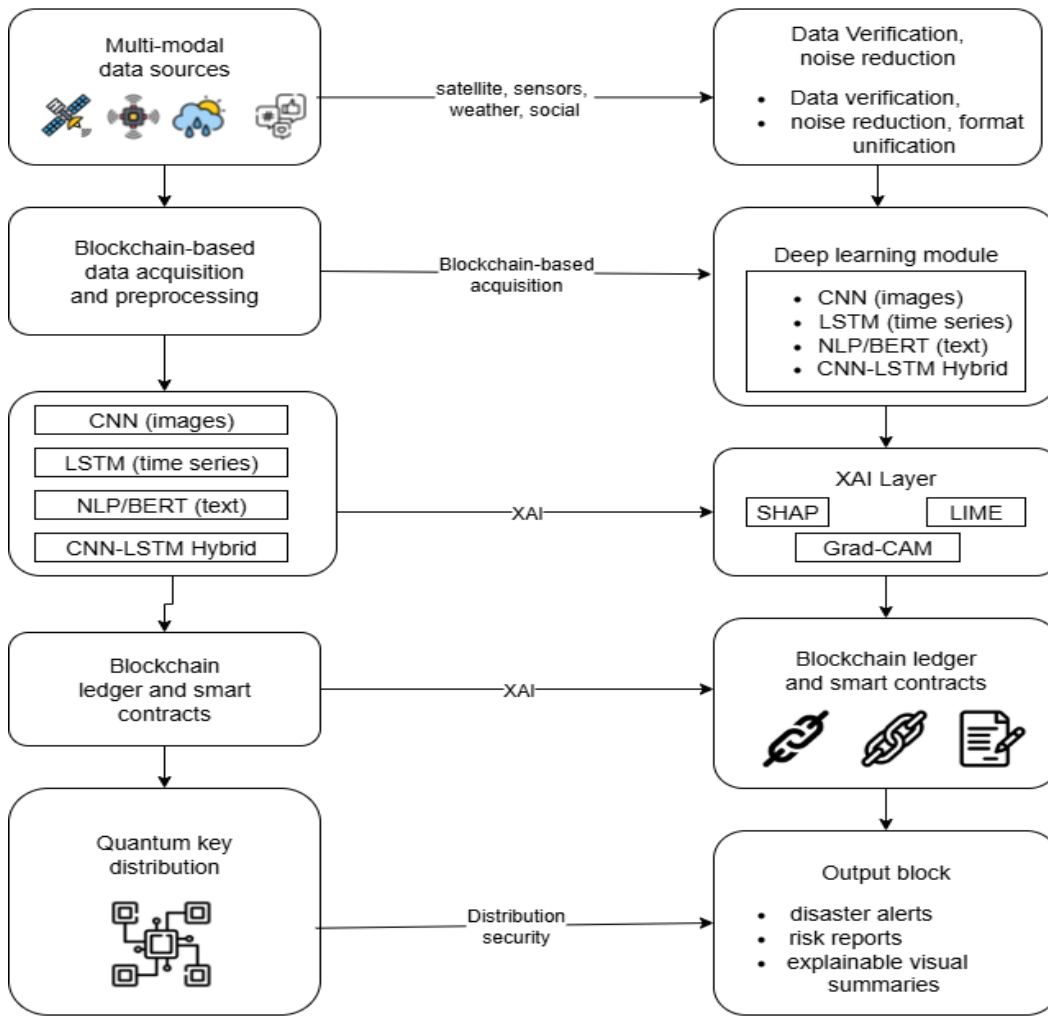 Multi-modal
data sources
satellite, sensors,
weather, social
Data Verification,
noise reduction
• Data verification,
• noise reduction, format
unification
Blockchain-based
data acquisition
and preprocessing
Blockchain-based
acquisition
Deep learning module
• CNN (images)
• LSTM (time series)
• NLP/BERT (text)
• CNN-LSTM Hybrid
CNN (images)
LSTM (time series)
NLP/BERT (text)
CNN-LSTM Hybrid
XAI
XAI Layer
SHAP
LIME
Grad-CAM
Blockchain
ledger and smart
contracts
XAI
Blockchain ledger
and smart contracts
Quantum key
distribution
Distribution
security
Output block
• disaster alerts
• risk reports
• explainable visual
summaries